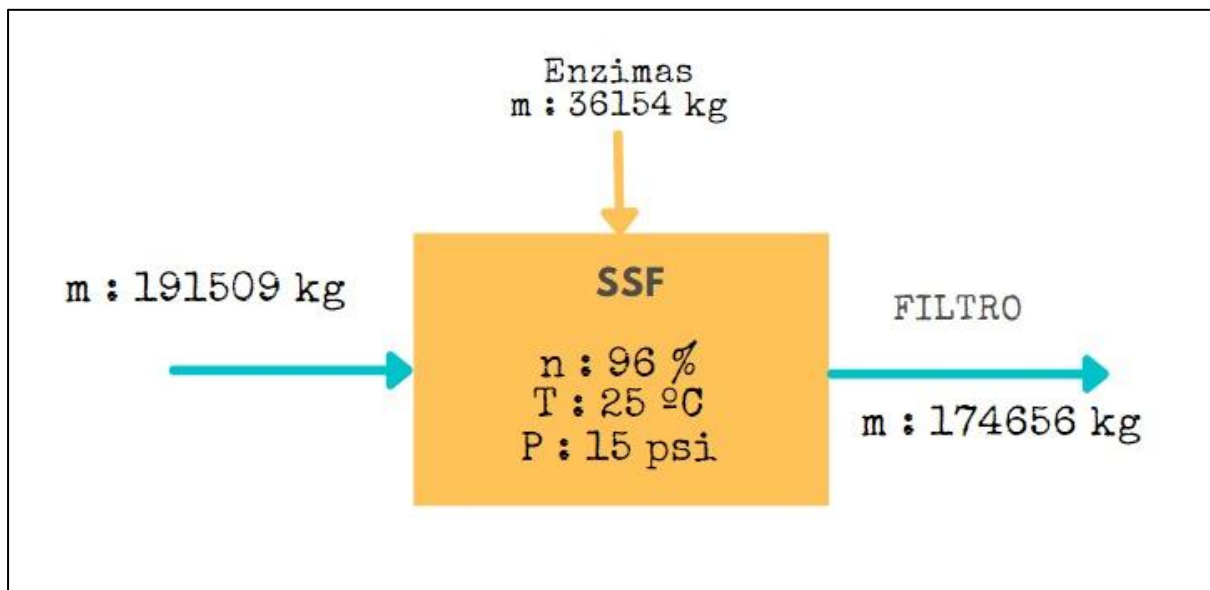 Enzimas
m : 36154 kg
m : 191509 kg
SSF
n : 96 %
T : 25 ºC
P : 15 psi
FILTRO
m : 174656 kg